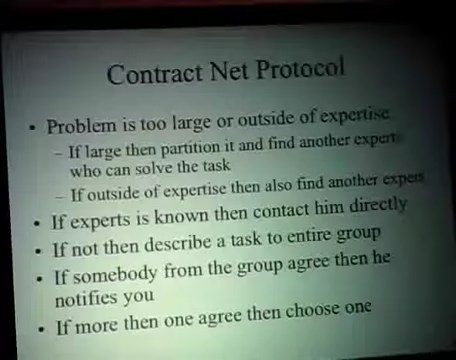 Contract Net Protocol
• Problem is too large or outside of expertise
– If large then partition it and find another expert
who can solve the task
– If outside of expertise then also find another expert
• If experts is known then contact him directly
• If not then describe a task to entire group
• If somebody from the group agree then he
notifies you
• If more then one agree then choose one